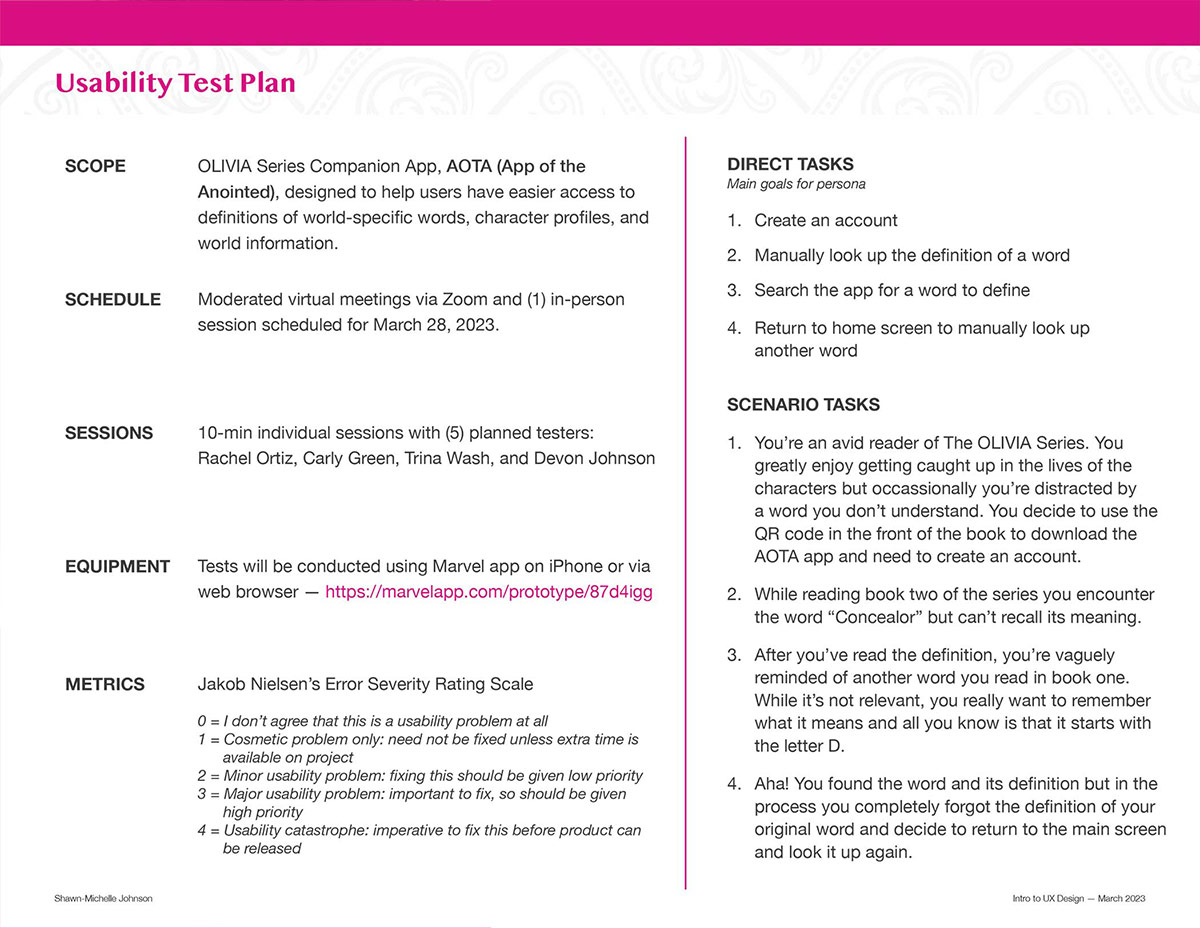 Usability Test Plan
SCOPE
OLIVIA Series Companion App, AOTA (App of the
Anointed), designed to help users have easier access to
definitions of world-specific words, character profiles, and
world information.
SCHEDULE
Moderated virtual meetings via Zoom and (1) in-person
session scheduled for March 28, 2023.
SESSIONS
10-min individual sessions with (5) planned testers:
Rachel Ortiz, Carly Green, Trina Wash, and Devon Johnson
EQUIPMENT
Tests will be conducted using Marvel app on iPhone or via
web browser — https://marvelapp.com/prototype/87d4igg
METRICS
Jakob Nielsen’s Error Severity Rating Scale
0 = I don’t agree that this is a usability problem at all
1 = Cosmetic problem only: need not be fixed unless extra time is
available on project
2 = Minor usability problem: fixing this should be given low priority
3 = Major usability problem: important to fix, so should be given
high priority
4 = Usability catastrophe: imperative to fix this before product can
be released
DIRECT TASKS
Main goals for persona
1. Create an account
2. Manually look up the definition of a word
3. Search the app for a word to define
4. Return to home screen to manually look up
another word
SCENARIO TASKS
1. You’re an avid reader of The OLIVIA Series. You
greatly enjoy getting caught up in the lives of the
characters but occassionally you’re distracted by
a word you don’t understand. You decide to use the
QR code in the front of the book to download the
AOTA app and need to create an account.
2. While reading book two of the series you encounter
the word “Concealor” but can’t recall its meaning.
3. After you’ve read the definition, you’re vaguely
reminded of another word you read in book one.
While it’s not relevant, you really want to remember
what it means and all you know is that it starts with
the letter D.
4. Aha! You found the word and its definition but in the
process you completely forgot the definition of your
original word and decide to return to the main screen
and look it up again.
Shawn-Michelle Johnson
Intro to UX Design — March 2023